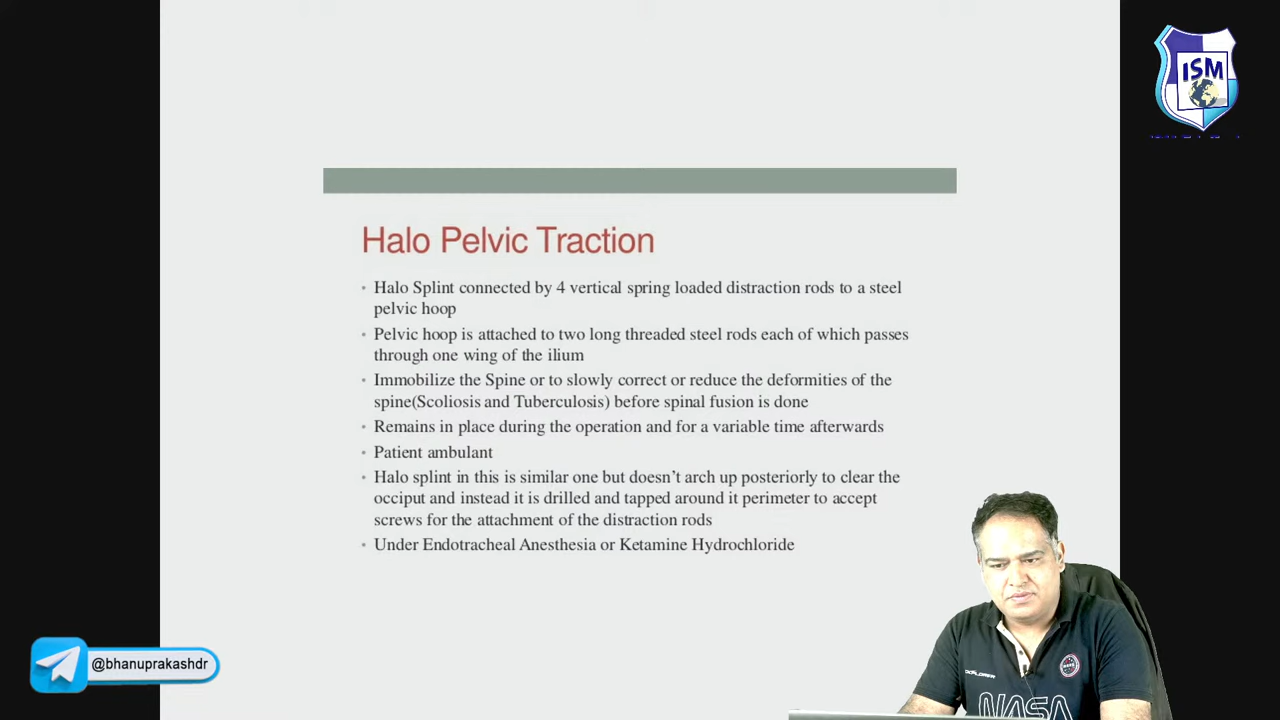 ISM
Halo Pelvic Traction
• Halo Splint connected by 4 vertical spring loaded distraction rods to a steel
pelvic hoop
• Pelvic hoop is attached to two long threaded steel rods each of which passes
through one wing of the ilium
• Immobilize the Spine or to slowly correct or reduce the deformities of the
spine(Scoliosis and Tuberculosis) before spinal fusion is done
• Remains in place during the operation and for a variable time afterwards
• Patient ambulant
• Halo splint in this is similar one but doesn’t arch up posteriorly to clear the
occiput and instead it is drilled and tapped around it perimeter to accept
screws for the attachment of the distraction rods
• Under Endotracheal Anesthesia or Ketamine Hydrochloride
@bhanuprakashdr
NASA